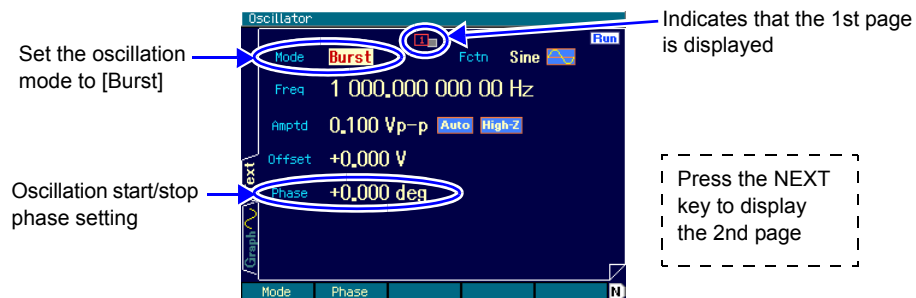 Oscillator
Indicates that the 1st page
is displayed
1
Run
Set the oscillation
mode to [Burst]
Mode Burst Fctn Sine
Freq 1 000.000 000 00 Hz
Amptd 0.100 Vp-p Auto High-Z
Offset +0.000 V
Text
Oscillation start/stop
phase setting
Phase +0.000 deg
Press the NEXT
key to display
the 2nd page
Graph
Mode Phase N